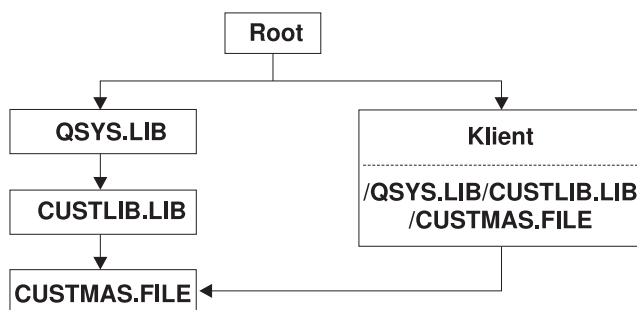 Root
QSYS.LIB
CUSTLIB.LIB
CUSTMAS.FILE
Klient
/QSYS.LIB/CUSTLIB.LIB
/CUSTMAS.FILE